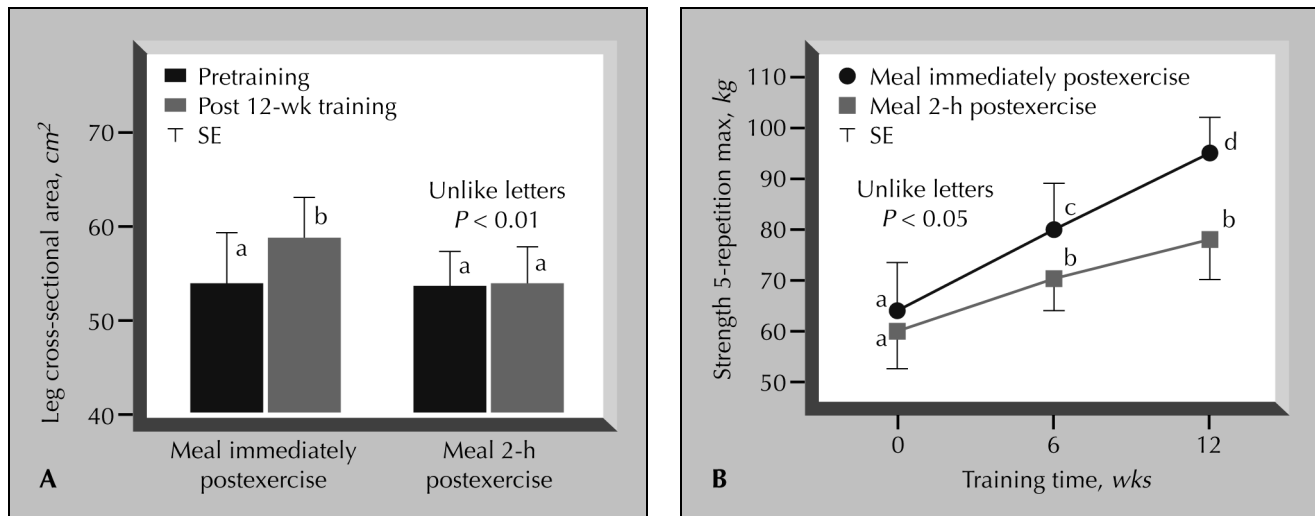 Pretraining
Post 12-wk training
SE
Unlike letters
P < 0.01
Leg cross-sectional area, cm²
70
60
50
40
a
b
a
a
Meal immediately
postexercise
Meal 2-h
postexercise
A
Meal immediately postexercise
Meal 2-h postexercise
SE
Unlike letters
P < 0.05
Strength 5-repetition max, kg
110
100
90
80
70
60
50
a
c
d
a
b
b
0
6
12
Training time, wks
B